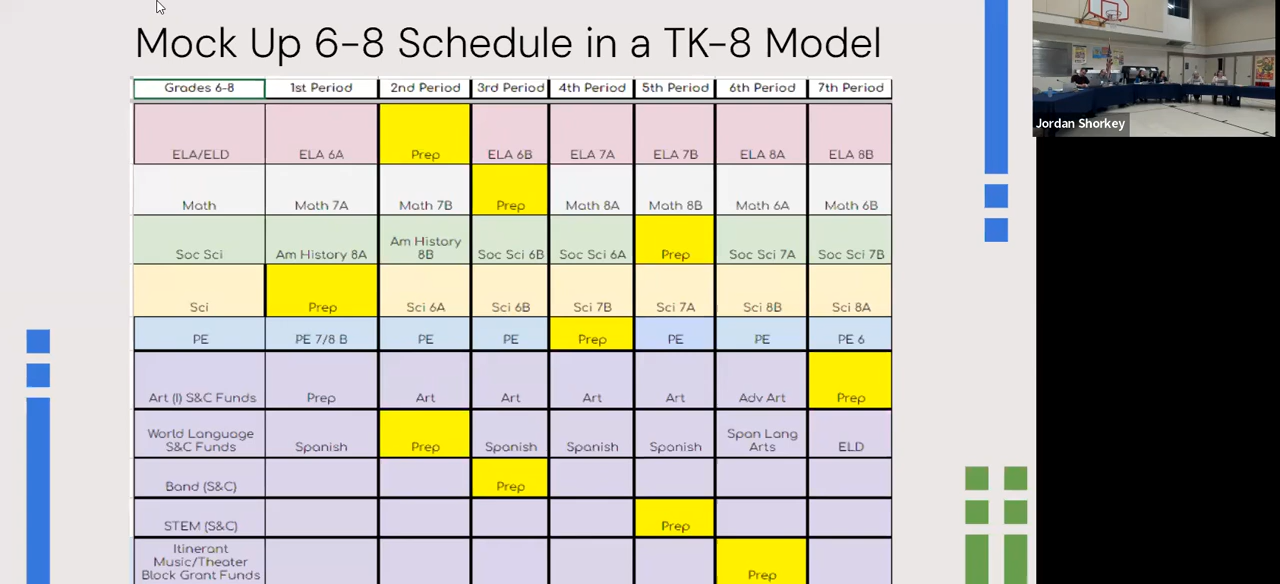 Mock Up 6-8 Schedule in a TK-8 Model
Jordan Shorkey
Grades 6-8 1st Period 2nd Period 3rd Period 4th Period 5th Period 6th Period 7th Period
ELA/ELD ELA 6A Prep ELA 6B ELA 7A ELA 7B ELA 8A ELA 8B
Math Math 7A Math 7B Prep Math 8A Math 8B Math 6A Math 6B
Soc Sci Am History 8A Am History 8B Soc Sci 6B Soc Sci 6A Prep Soc Sci 7A Soc Sci 7B
Sci Prep Sci 6A Sci 6B Sci 7B Sci 7A Sci 8B Sci 8A
PE PE 7/8 B PE PE Prep PE PE PE 6
Art (I) S&C Funds Prep Art Art Art Art Adv Art Prep
World Language S&C Funds Spanish Prep Spanish Spanish Spanish Span Lang Arts ELD
Band (S&C) Prep
STEM (S&C) Prep
Itinerant Music/Theater Block Grant Funds Prep